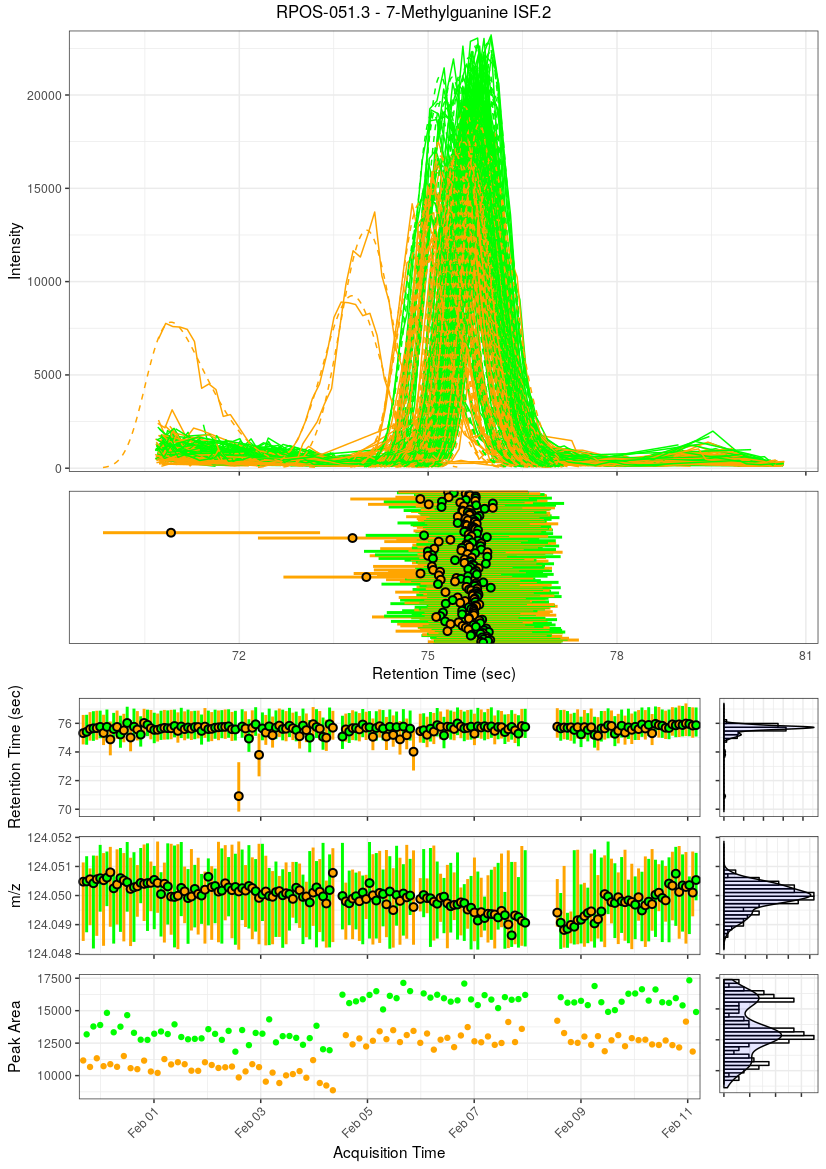 RPOS-051.3 - 7-Methylguanine ISF.2
Intensity
20000
15000
10000
5000
0
72
75
78
81
Retention Time (sec)
Retention Time (sec)
76
74
72
70
m/z
124.052
124.051
124.050
124.049
124.048
Peak Area
17500
15000
12500
10000
Feb 01
Feb 03
Feb 05
Feb 07
Feb 09
Feb 11
Acquisition Time